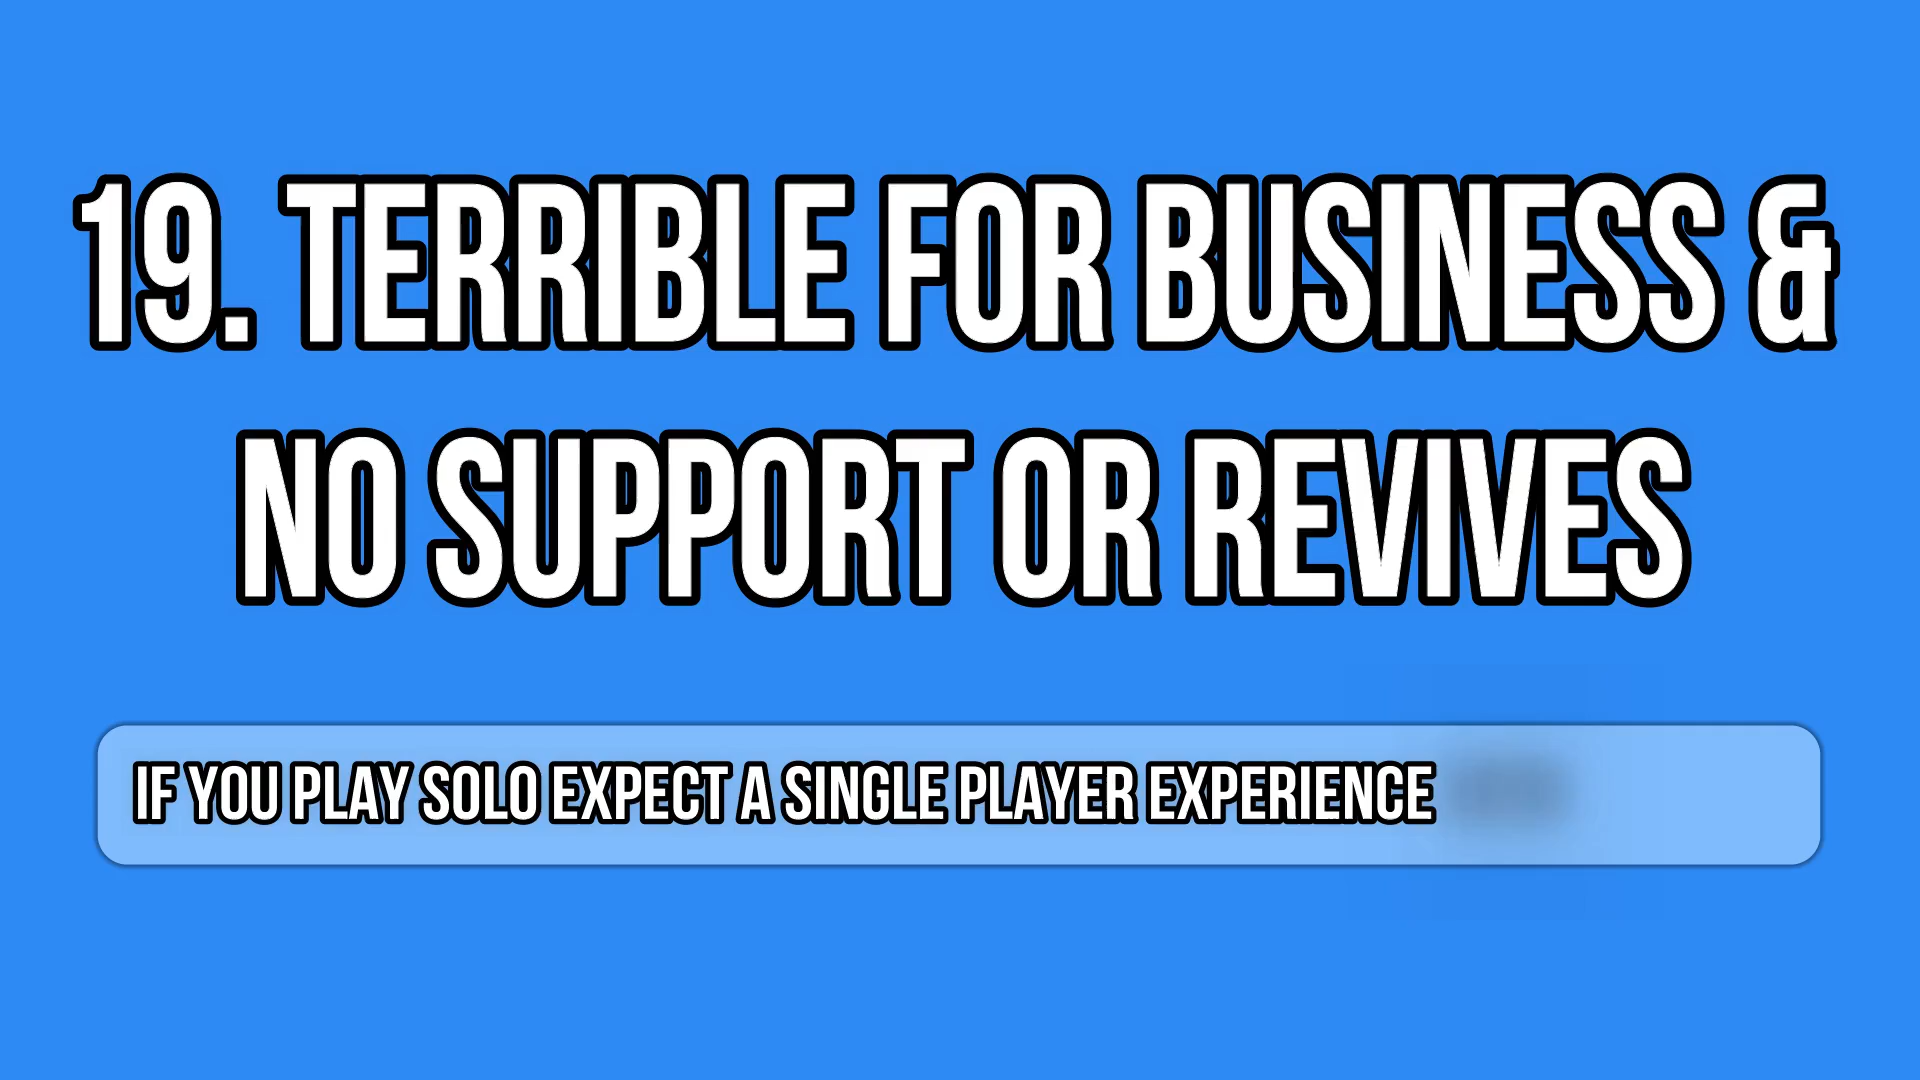 19. TERRIBLE FOR BUSINESS &
NO SUPPORT OR REVIVES
IF YOU PLAY SOLO EXPECT A SINGLE PLAYER EXPERIENCE